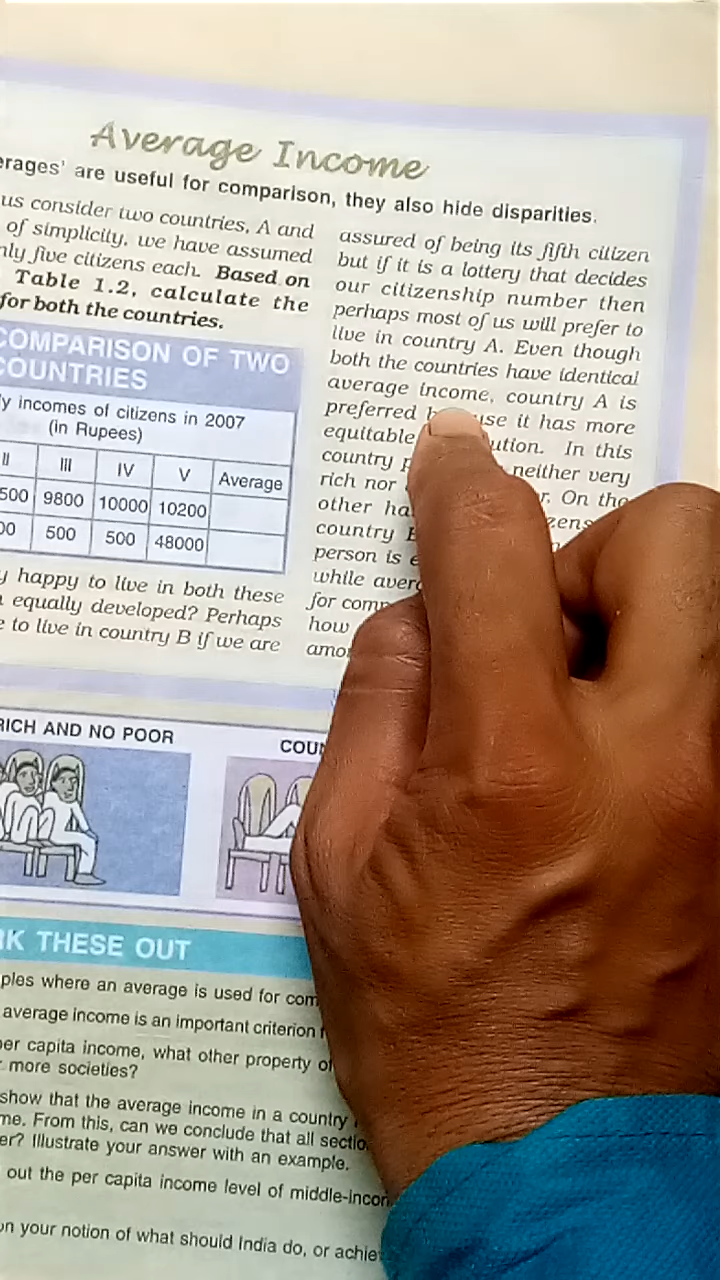 Average Income
erages' are useful for comparison, they also hide disparities.
us consider two countries, A and
of simplicity, we have assumed
nly five citizens each. Based on
Table 1.2, calculate the
for both the countries.
COMPARISON OF TWO
COUNTRIES
y incomes of citizens in 2007
(in Rupees)
II III IV V Average
500 9800 10000 10200
00 500 500 48000
y happy to live in both these
equally developed? Perhaps
e to live in country B if we are
assured of being its fifth citizen
but if it is a lottery that decides
our citizenship number then
perhaps most of us will prefer to
live in country A. Even though
both the countries have identical
average income, country A is
preferred use it has more
equitable ution. In this
country neither very
rich nor r. On the
other ha zens
country
person is
while aver
for com
how
amo
RICH AND NO POOR
COU
RK THESE OUT
ples where an average is used for com
average income is an important criterion
er capita income, what other property of
more societies?
show that the average income in a country
me. From this, can we conclude that all sectio
er? Illustrate your answer with an example.
out the per capita income level of middle-incom
on your notion of what should India do, or achie